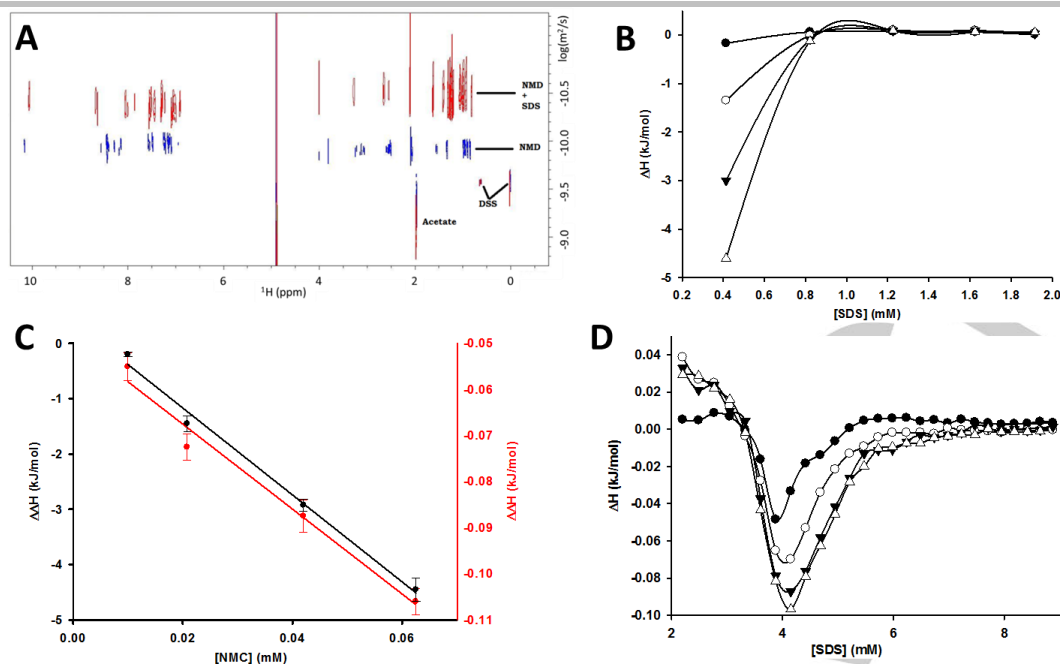 A
log(m²/s)
NMD
+
SDS
-10.5
NMD
-10.0
DSS
-9.5
Acetate
-9.0
10 8 6 4 2 0
¹H (ppm)
B
ΔH (kJ/mol)
0
-1
-2
-3
-4
-5
0.2 0.4 0.6 0.8 1.0 1.2 1.4 1.6 1.8 2.0
[SDS] (mM)
C
ΔΔH (kJ/mol)
0
-1
-2
-3
-4
-5
0.00 0.02 0.04 0.06
[NMC] (mM)
-0.05
-0.06
-0.07
-0.08
-0.09
-0.10
-0.11
ΔΔH (kJ/mol)
D
ΔH (kJ/mol)
0.04
0.02
0.00
-0.02
-0.04
-0.06
-0.08
-0.10
2 4 6 8
[SDS] (mM)